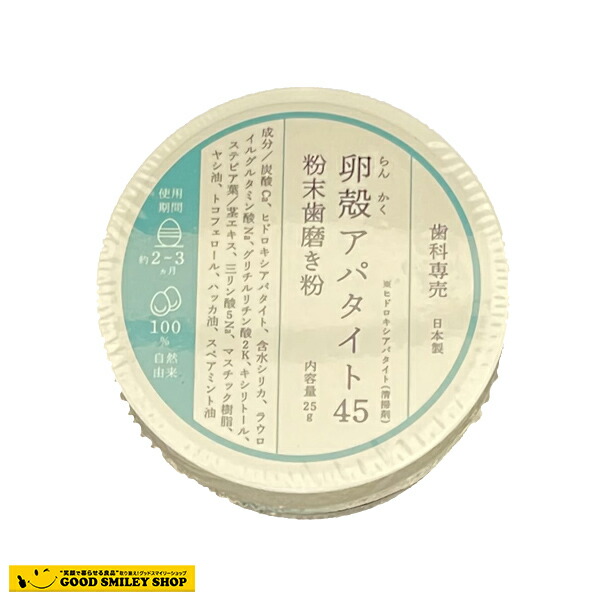 歯科専売
日本製
らん かく
卵殻アパタイト45
※ヒドロキシアパタイト(清掃剤)
粉末歯磨き粉
内容量25g
成分/炭酸Ca、ヒドロキシアパタイト、含水シリカ、ラウロ
イルグルタミン酸Na、グリチルリチン酸2K、キシリトール、
ステビア葉/茎エキス、三リン酸5Na、マスチック樹脂、
ヤシ油、トコフェロール、ハッカ油、スペアミント油
使用
期間
約2-3
ヵ月
100
%
自然
由来
"笑顔で暮らせる良品"取り揃え!グッドスマイリーショップ
GOOD SMILEY SHOP